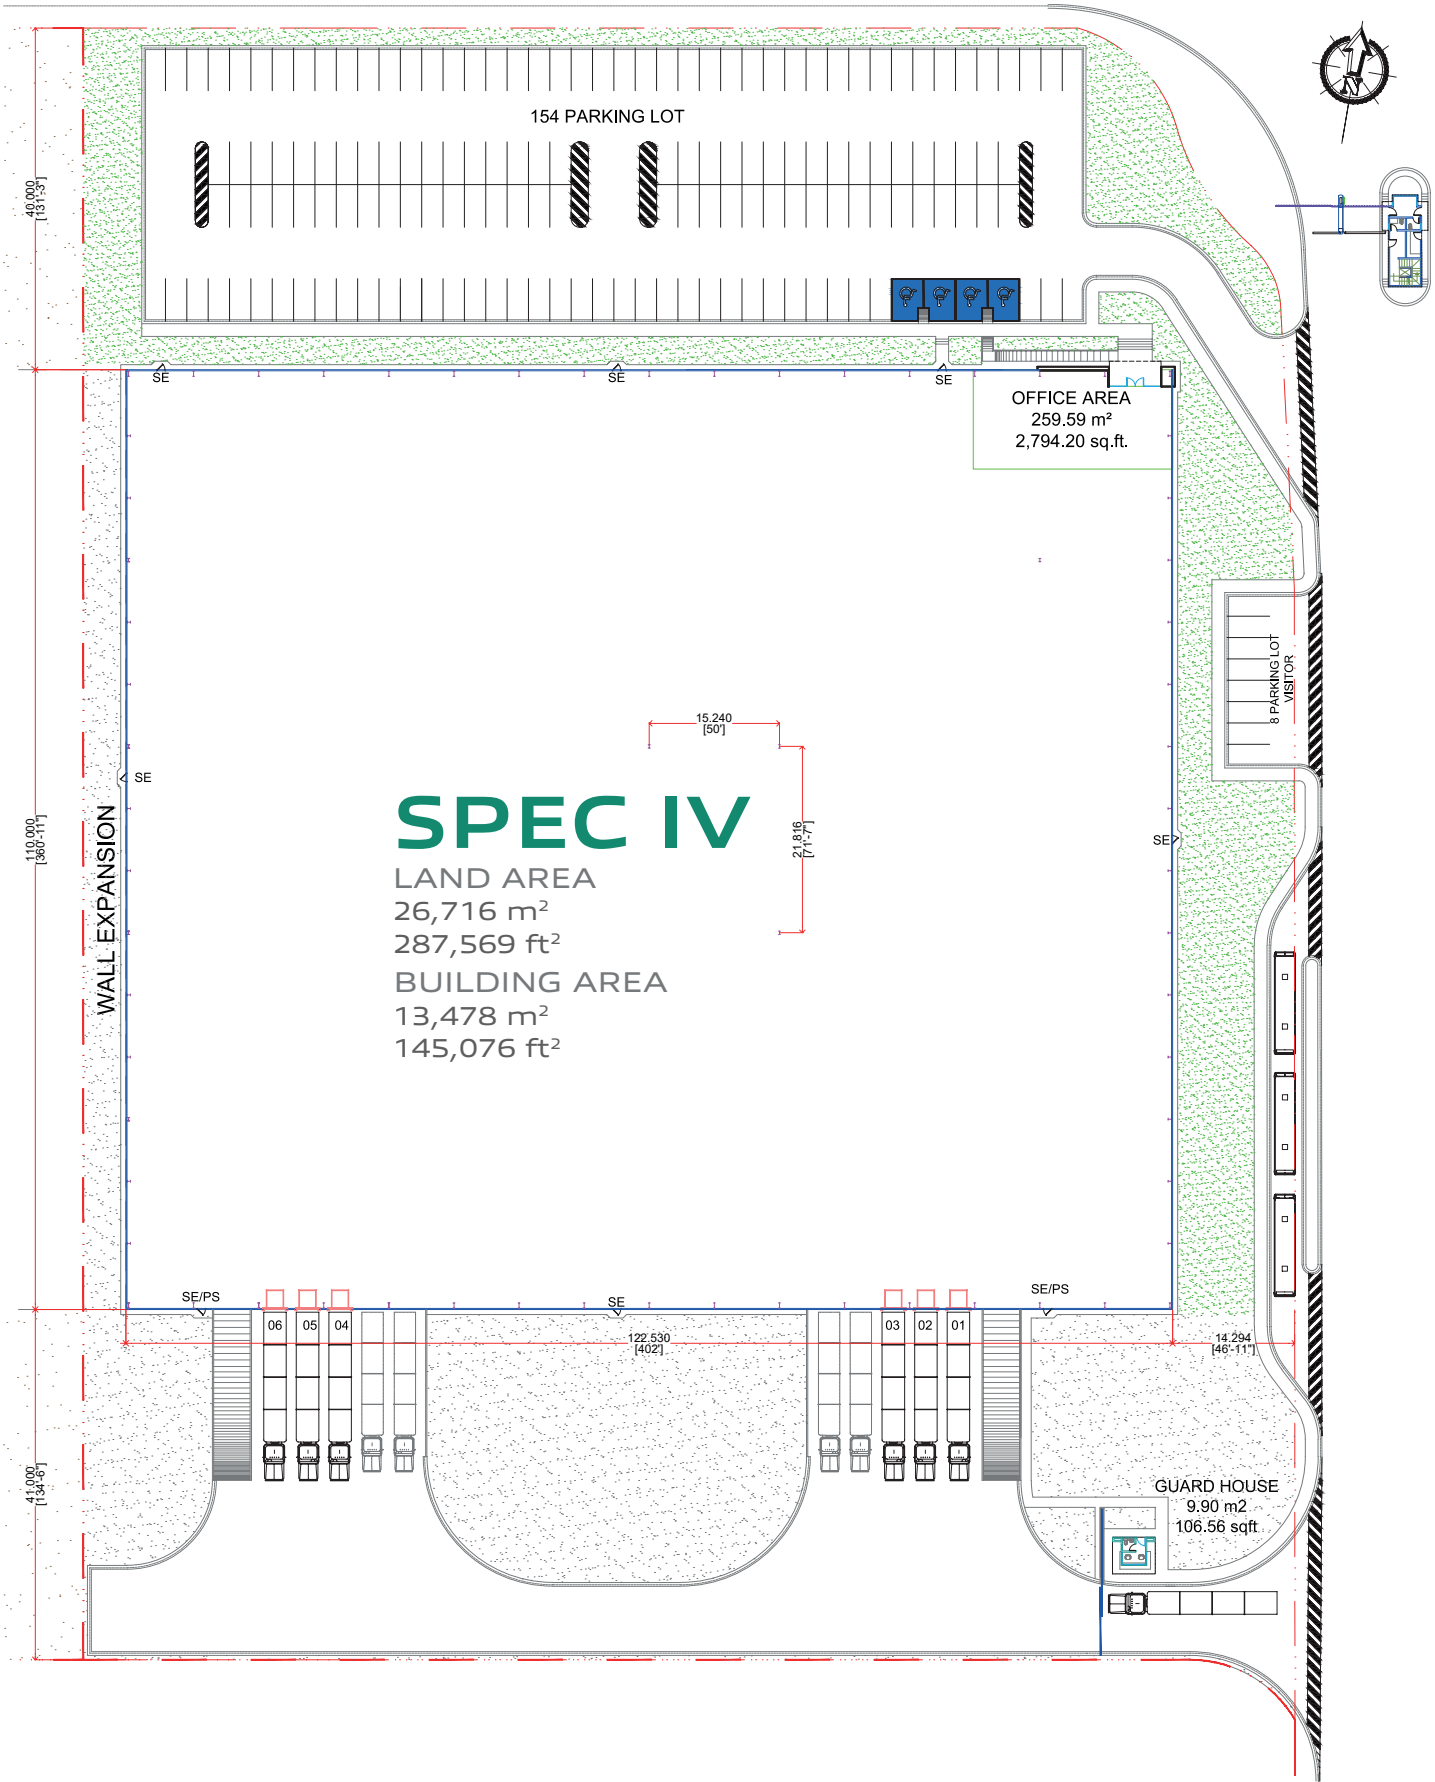 154 PARKING LOT
N
40.000
[131'-3"]
SE
SE
SE
OFFICE AREA
259.59 m²
2,794.20 sq.ft.
8 PARKING LOT
VISITOR
15.240
[50']
SE
SPEC IV
21.816
[71'-7"]
SE
110.000
[360'-11"]
WALL EXPANSION
LAND AREA
26,716 m²
287,569 ft²
BUILDING AREA
13,478 m²
145,076 ft²
SE/PS
SE
SE/PS
06
05
04
03
02
01
122.530
[402']
14.294
[46'-11"]
41.000
[134'-6"]
GUARD HOUSE
9.90 m2
106.56 sqft